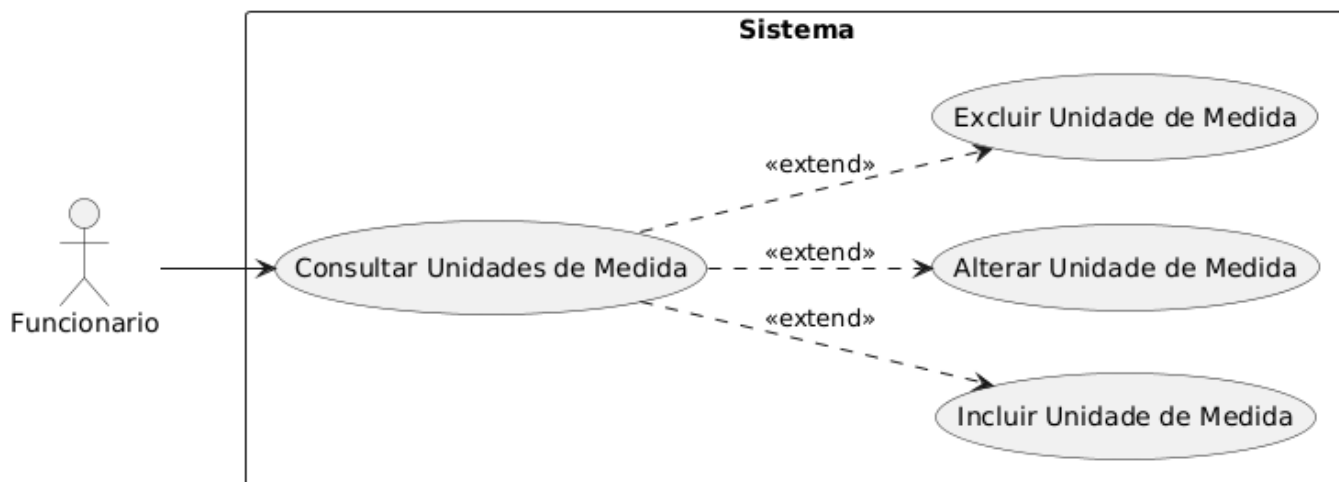 Sistema
Excluir Unidade de Medida
«extend»
Consultar Unidades de Medida
«extend»
Alterar Unidade de Medida
Funcionario
«extend»
Incluir Unidade de Medida